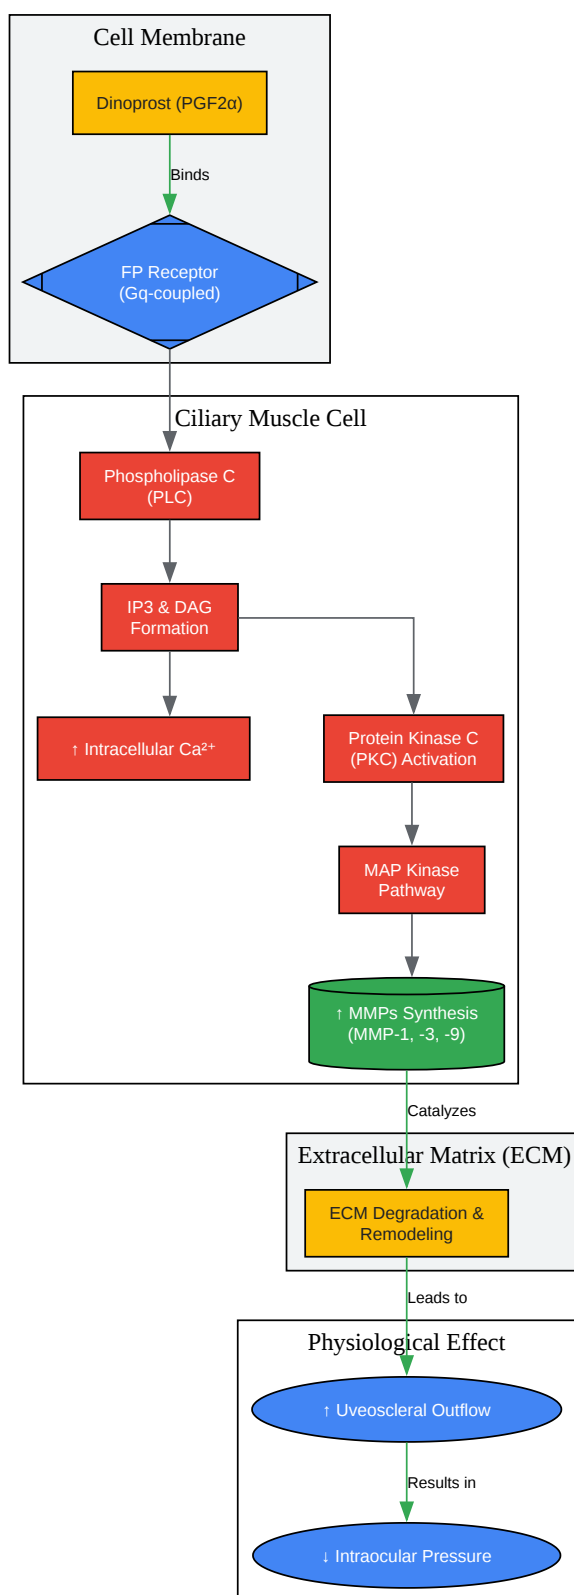 Cell Membrane
Dinoprost (PGF2α)
Binds
FP Receptor
(Gq-coupled)
Ciliary Muscle Cell
Phospholipase C
(PLC)
IP3 & DAG
Formation
↑ Intracellular Ca²⁺
Protein Kinase C
(PKC) Activation
MAP Kinase
Pathway
↑ MMPs Synthesis
(MMP-1, -3, -9)
Catalyzes
Extracellular Matrix (ECM)
ECM Degradation &
Remodeling
Leads to
Physiological Effect
↑ Uveoscleral Outflow
Results in
↓ Intraocular Pressure